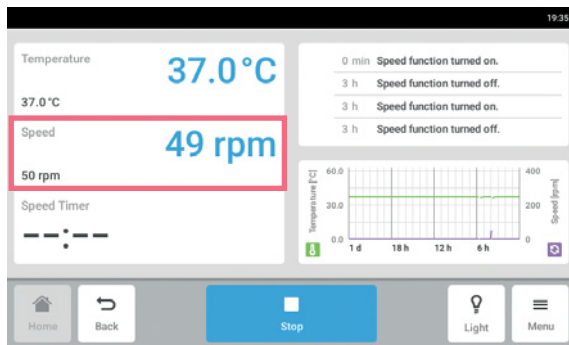 19:35
Temperature
37.0°C
37.0°C
Speed
49 rpm
50 rpm
Speed Timer
--:--
0 min Speed function turned on.
3 h Speed function turned off.
3 h Speed function turned on.
3 h Speed function turned off.
Temperature [°C]
60.0
30.0
0.0
1 d 18 h 12 h 6 h
400
200
0
Speed [rpm]
Home
Back
Stop
Light
Menu